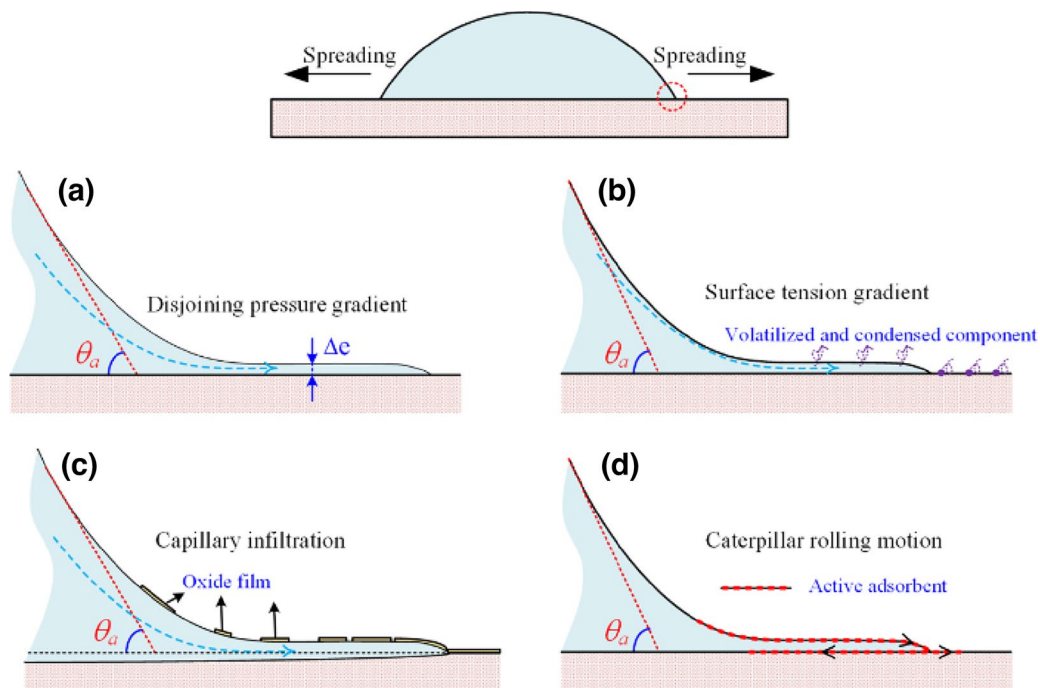 Spreading
Spreading
(a)
Disjoining pressure gradient
Δe
θa
(b)
Surface tension gradient
Volatilized and condensed component
θa
(c)
Capillary infiltration
Oxide film
θa
(d)
Caterpillar rolling motion
Active adsorbent
θa